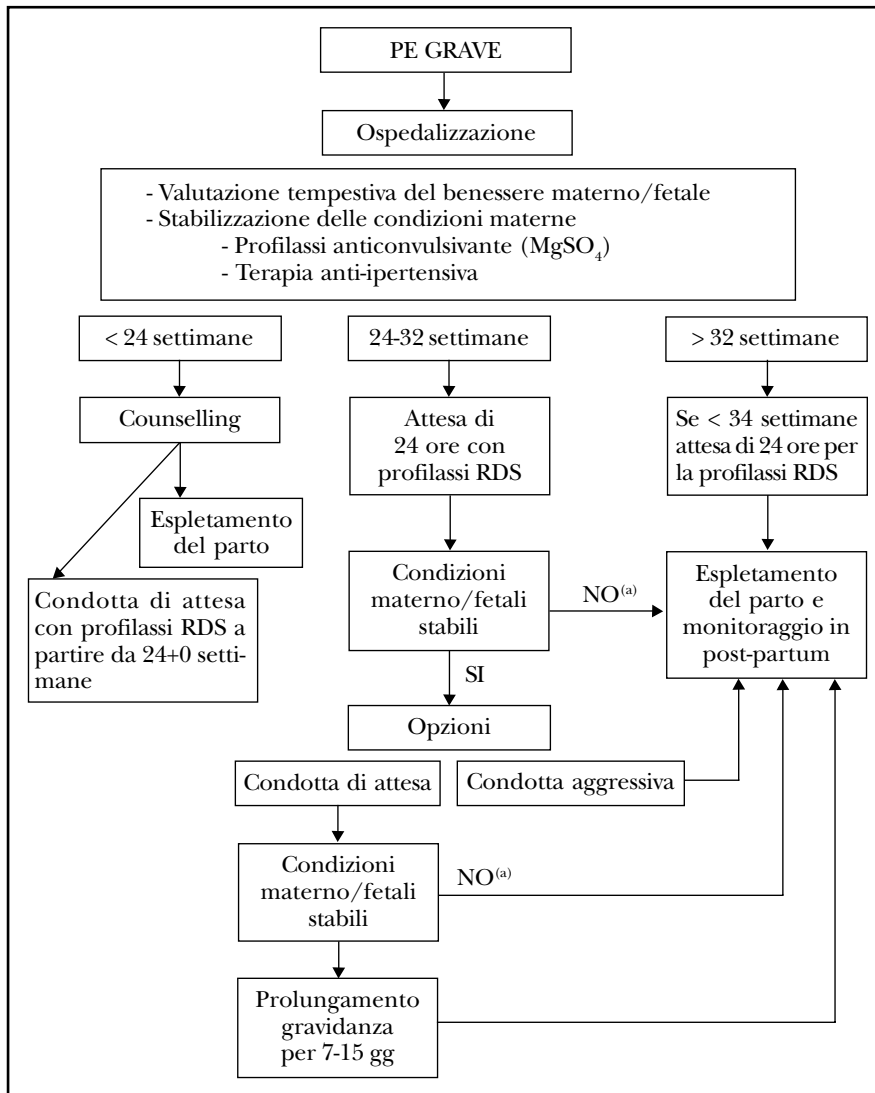 PE GRAVE
Ospedalizzazione
- Valutazione tempestiva del benessere materno/fetale
- Stabilizzazione delle condizioni materne
- Profilassi anticonvulsivante (MgSO₄)
- Terapia anti-ipertensiva
< 24 settimane
24-32 settimane
> 32 settimane
Counselling
Attesa di
24 ore con
profilassi RDS
Se < 34 settimane
attesa di 24 ore per
la profilassi RDS
Espletamento
del parto
Condotta di attesa
con profilassi RDS a
partire da 24+0 setti-
mane
Condizioni
materno/fetali
stabili
NO(a)
Espletamento
del parto e
monitoraggio in
post-partum
SI
Opzioni
Condotta di attesa
Condotta aggressiva
Condizioni
materno/fetali
stabili
NO(a)
Prolungamento
gravidanza
per 7-15 gg